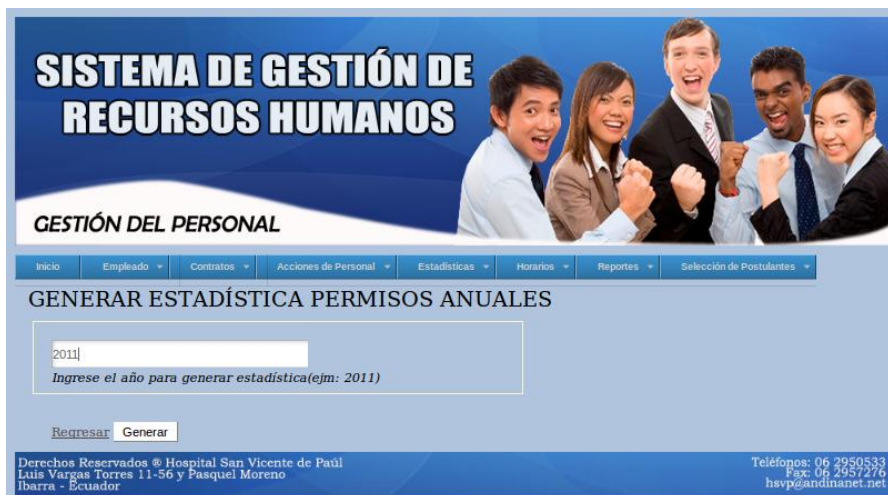 SISTEMA DE GESTIÓN DE
RECURSOS HUMANOS
GESTIÓN DEL PERSONAL
Inicio Empleado Contratos Acciones de Personal Estadísticas Horarios Reportes Selección de Postulantes
GENERAR ESTADÍSTICA PERMISOS ANUALES
2011
Ingrese el año para generar estadística(ejm: 2011)
Regresar Generar
Derechos Reservados ® Hospital San Vicente de Paúl
Luis Vargas Torres 11-56 y Pasquel Moreno
Ibarra - Ecuador
Teléfonos: 06 2950533
Fax: 06 2957276
hsvp@andinanet.net